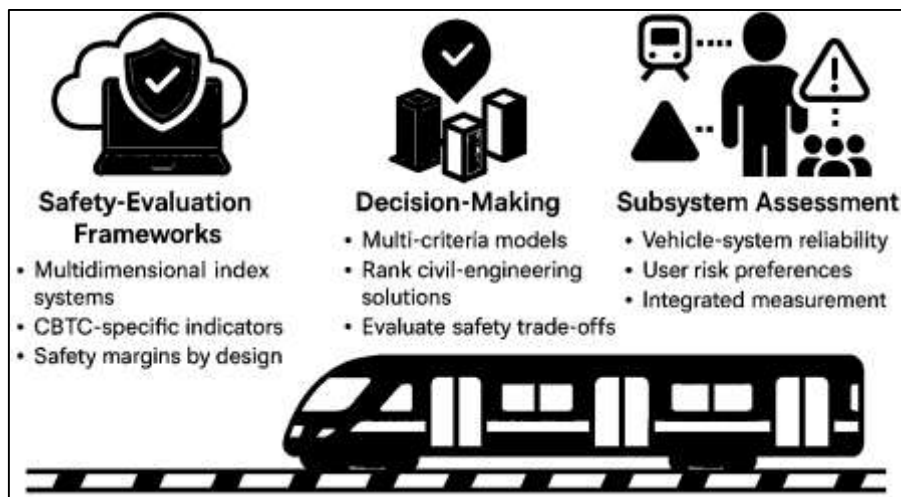 Safety-Evaluation
Frameworks
• Multidimensional index
systems
• CBTC-specific indicators
• Safety margins by design
Decision-Making
• Multi-criteria models
• Rank civil-engineering
solutions
• Evaluate safety trade-offs
Subsystem Assessment
• Vehicle-system reliability
• User risk preferences
• Integrated measurement